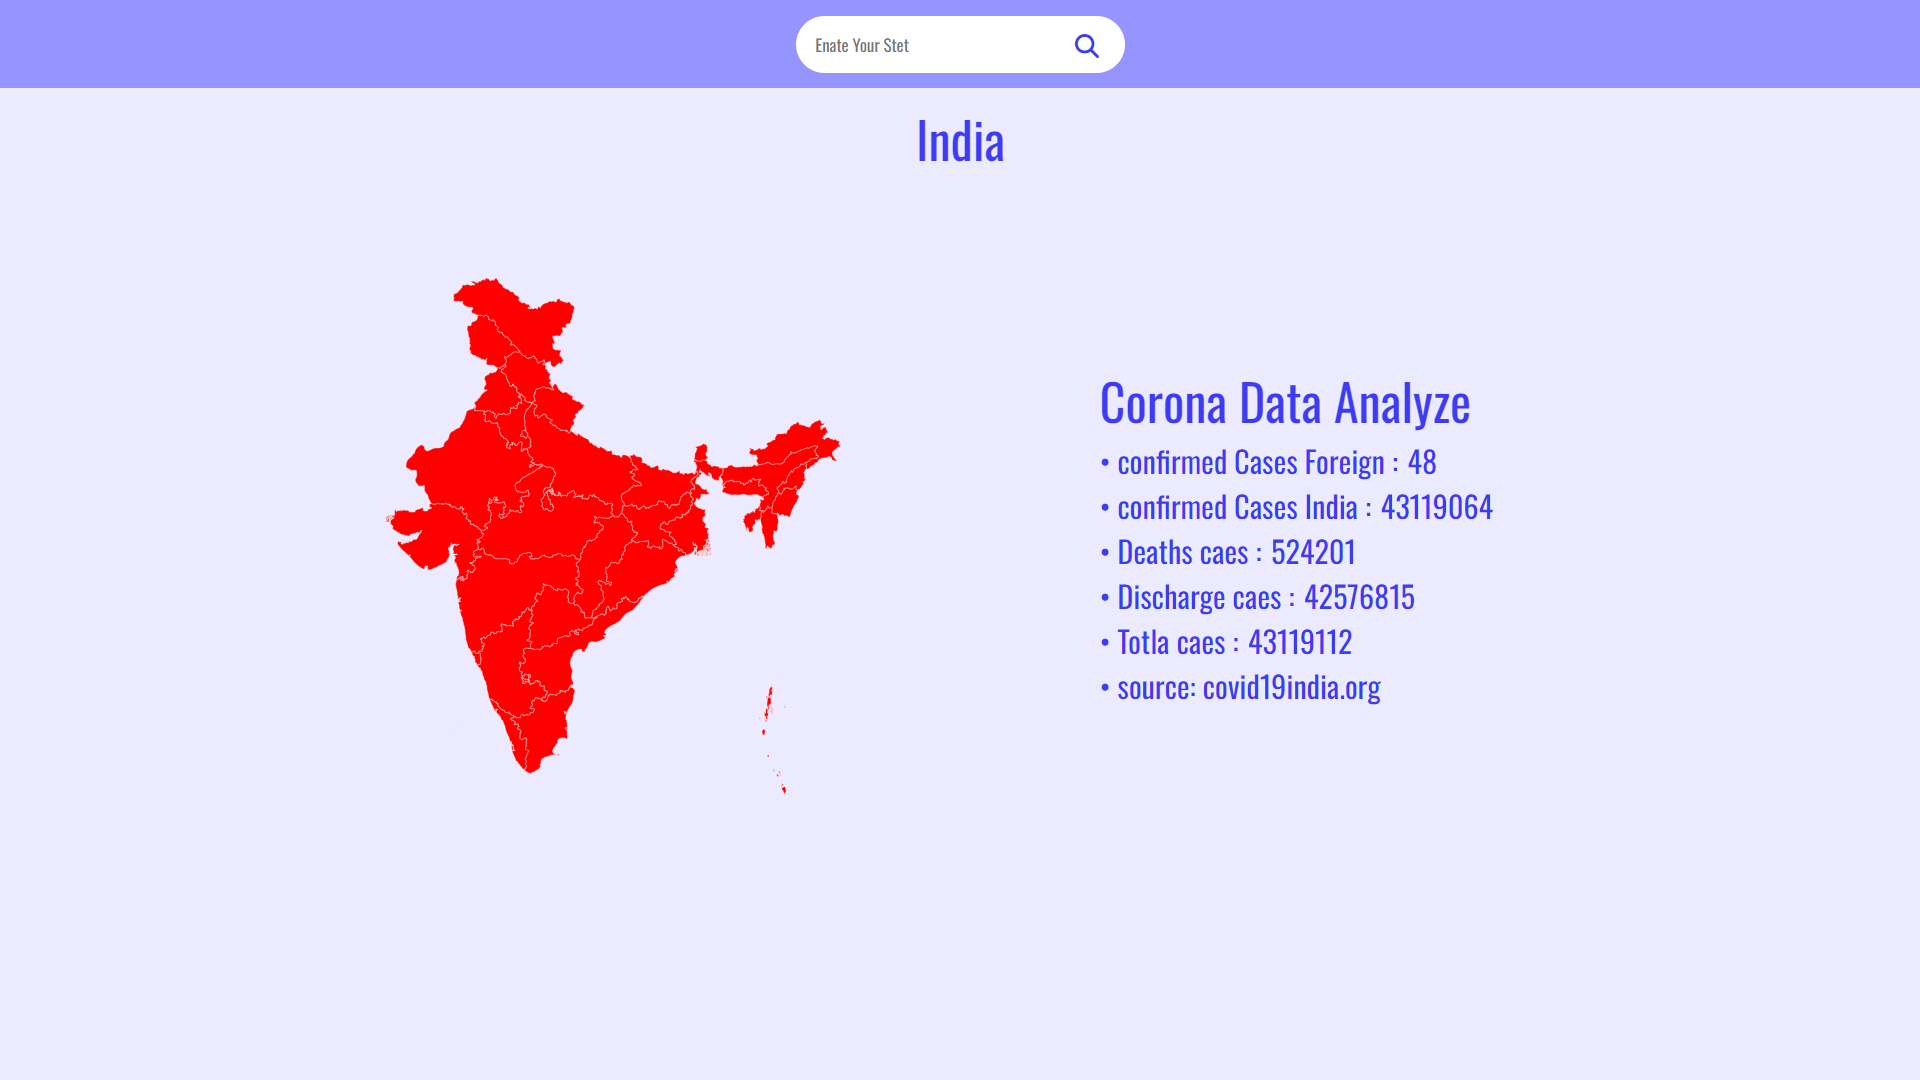 Enate Your Stet
India
Corona Data Analyze
• confirmed Cases Foreign : 48
• confirmed Cases India : 43119064
• Deaths caes : 524201
• Discharge caes : 42576815
• Totla caes : 43119112
• source: covid19india.org